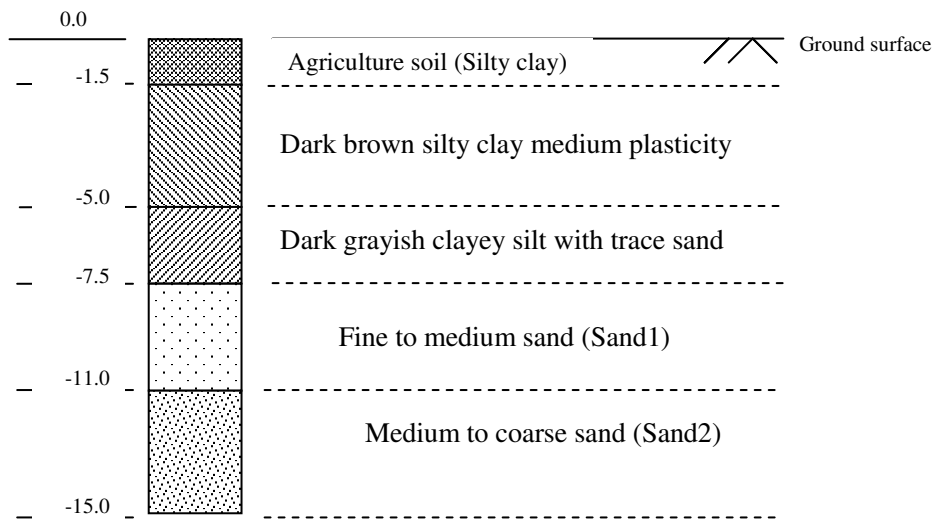 0.0
Ground surface
Agriculture soil (Silty clay)
-1.5
Dark brown silty clay medium plasticity
-5.0
Dark grayish clayey silt with trace sand
-7.5
Fine to medium sand (Sand1)
-11.0
Medium to coarse sand (Sand2)
-15.0